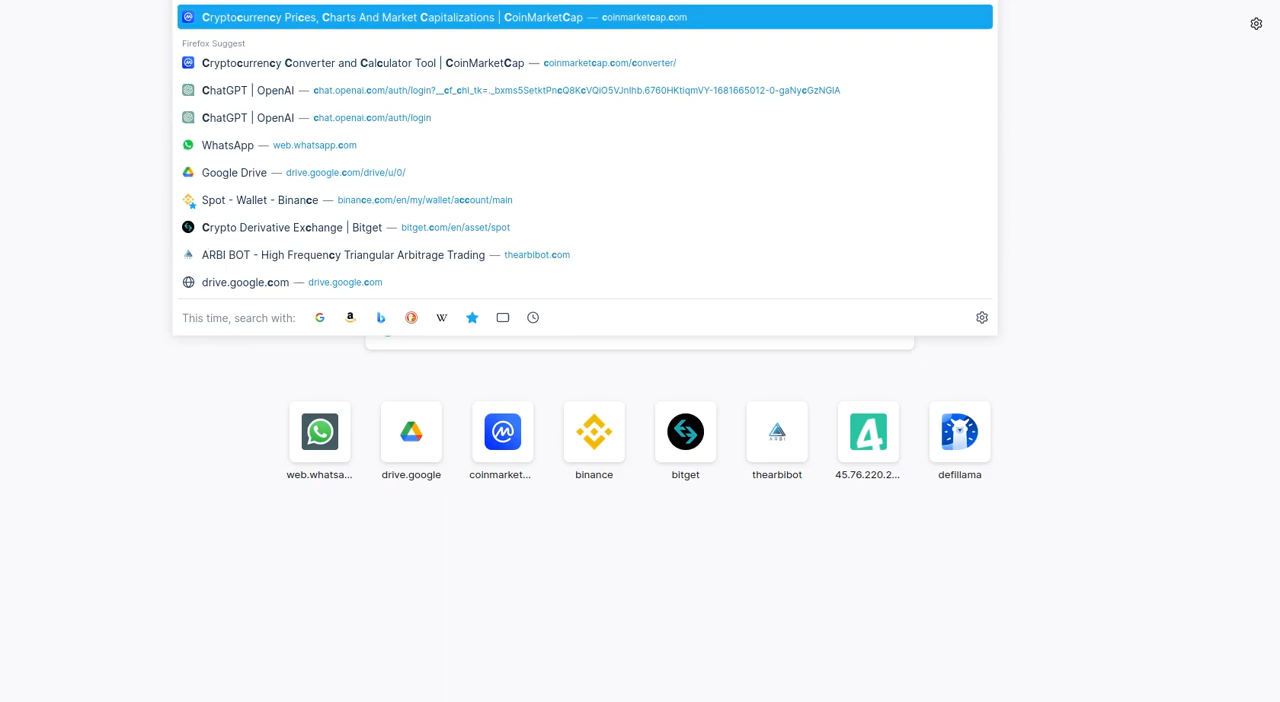 Cryptocurrency Prices, Charts And Market Capitalizations | CoinMarketCap — coinmarketcap.com
Firefox Suggest
Cryptocurrency Converter and Calculator Tool | CoinMarketCap — coinmarketcap.com/converter/
ChatGPT | OpenAI — chat.openai.com/auth/login?__cf_chl_tk=._bxms5SetktPncQ8KcVQiO5VJnIhb.6760HKtiqmVY-1681665012-0-gaNycGzNGIA
ChatGPT | OpenAI — chat.openai.com/auth/login
WhatsApp — web.whatsapp.com
Google Drive — drive.google.com/drive/u/0/
Spot - Wallet - Binance — binance.com/en/my/wallet/account/main
Crypto Derivative Exchange | Bitget — bitget.com/en/asset/spot
ARBI BOT - High Frequency Triangular Arbitrage Trading — thearbibot.com
drive.google.com — drive.google.com
This time, search with: G a b W
ARBI 4
web.whatsa... drive.google coinmarket... binance bitget thearbibot 45.76.220.2... defillama